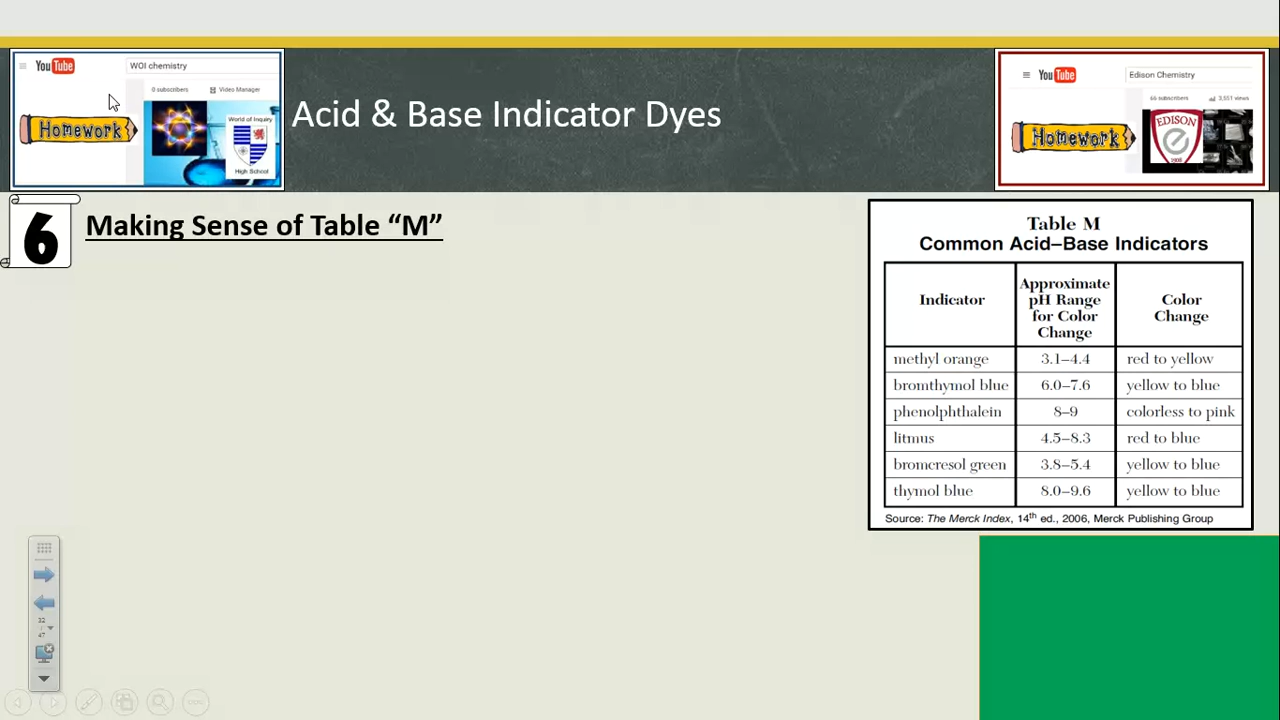 YouTube
WOI chemistry
0 subscribers
Video Manager
Homework
World of Inquiry
High School
Acid & Base Indicator Dyes
YouTube
Edison Chemistry
3,551 views
Homework
EDISON
e
6
Making Sense of Table “M”
Table M
Common Acid–Base Indicators
Indicator
Approximate
pH Range
for Color
Change
Color
Change
methyl orange 3.1–4.4 red to yellow
bromthymol blue 6.0–7.6 yellow to blue
phenolphthalein 8–9 colorless to pink
litmus 4.5–8.3 red to blue
bromcresol green 3.8–5.4 yellow to blue
thymol blue 8.0–9.6 yellow to blue
Source: The Merck Index, 14th ed., 2006, Merck Publishing Group
32
47